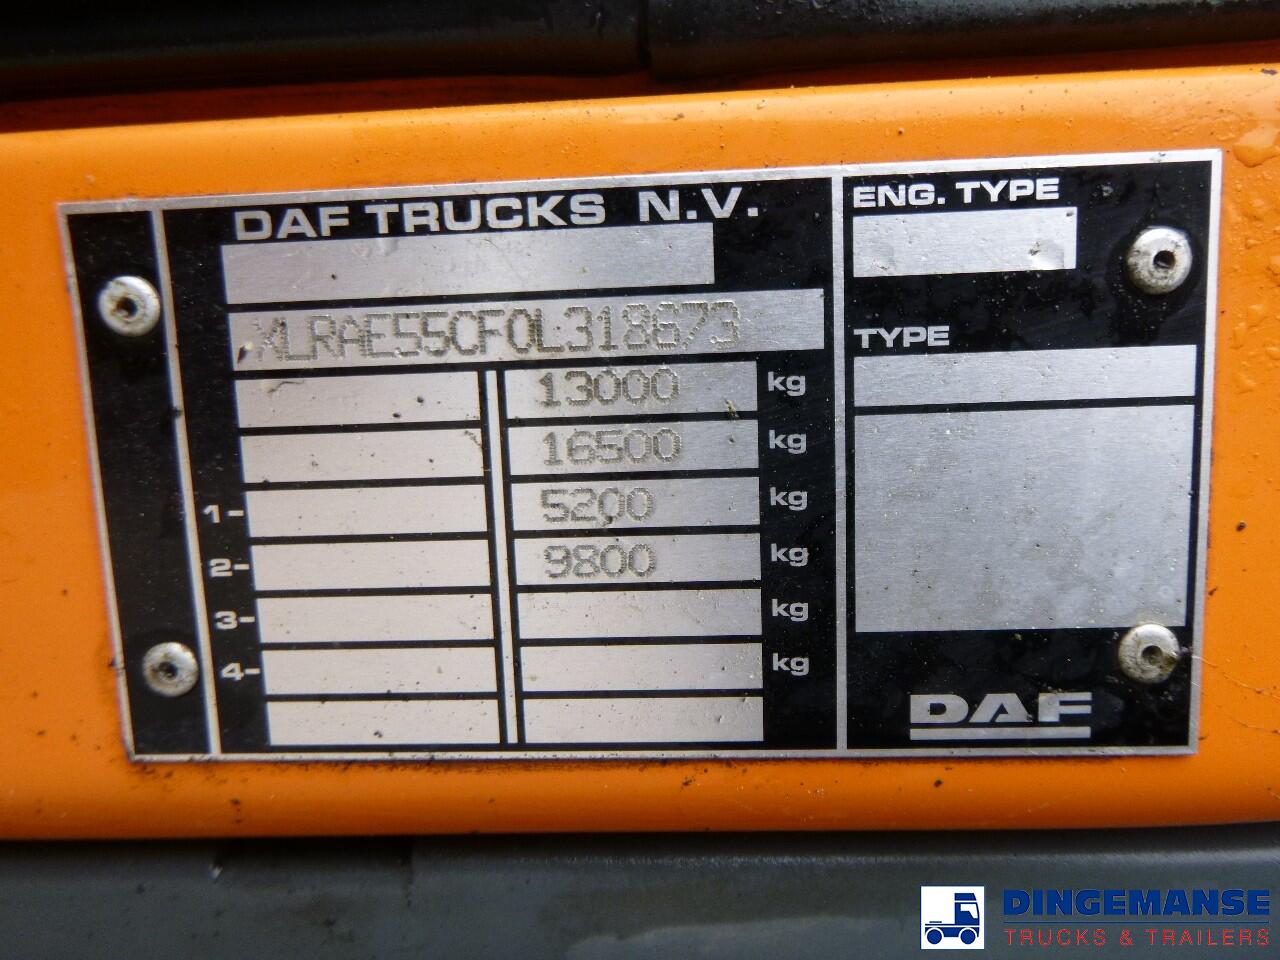 DAF TRUCKS N.V.
XLRAE55CF0L318673
13000 kg
16500 kg
1- 5200 kg
2- 9800 kg
3- kg
4- kg
ENG. TYPE
TYPE
DAF
DINGEMANSE
TRUCKS & TRAILERS